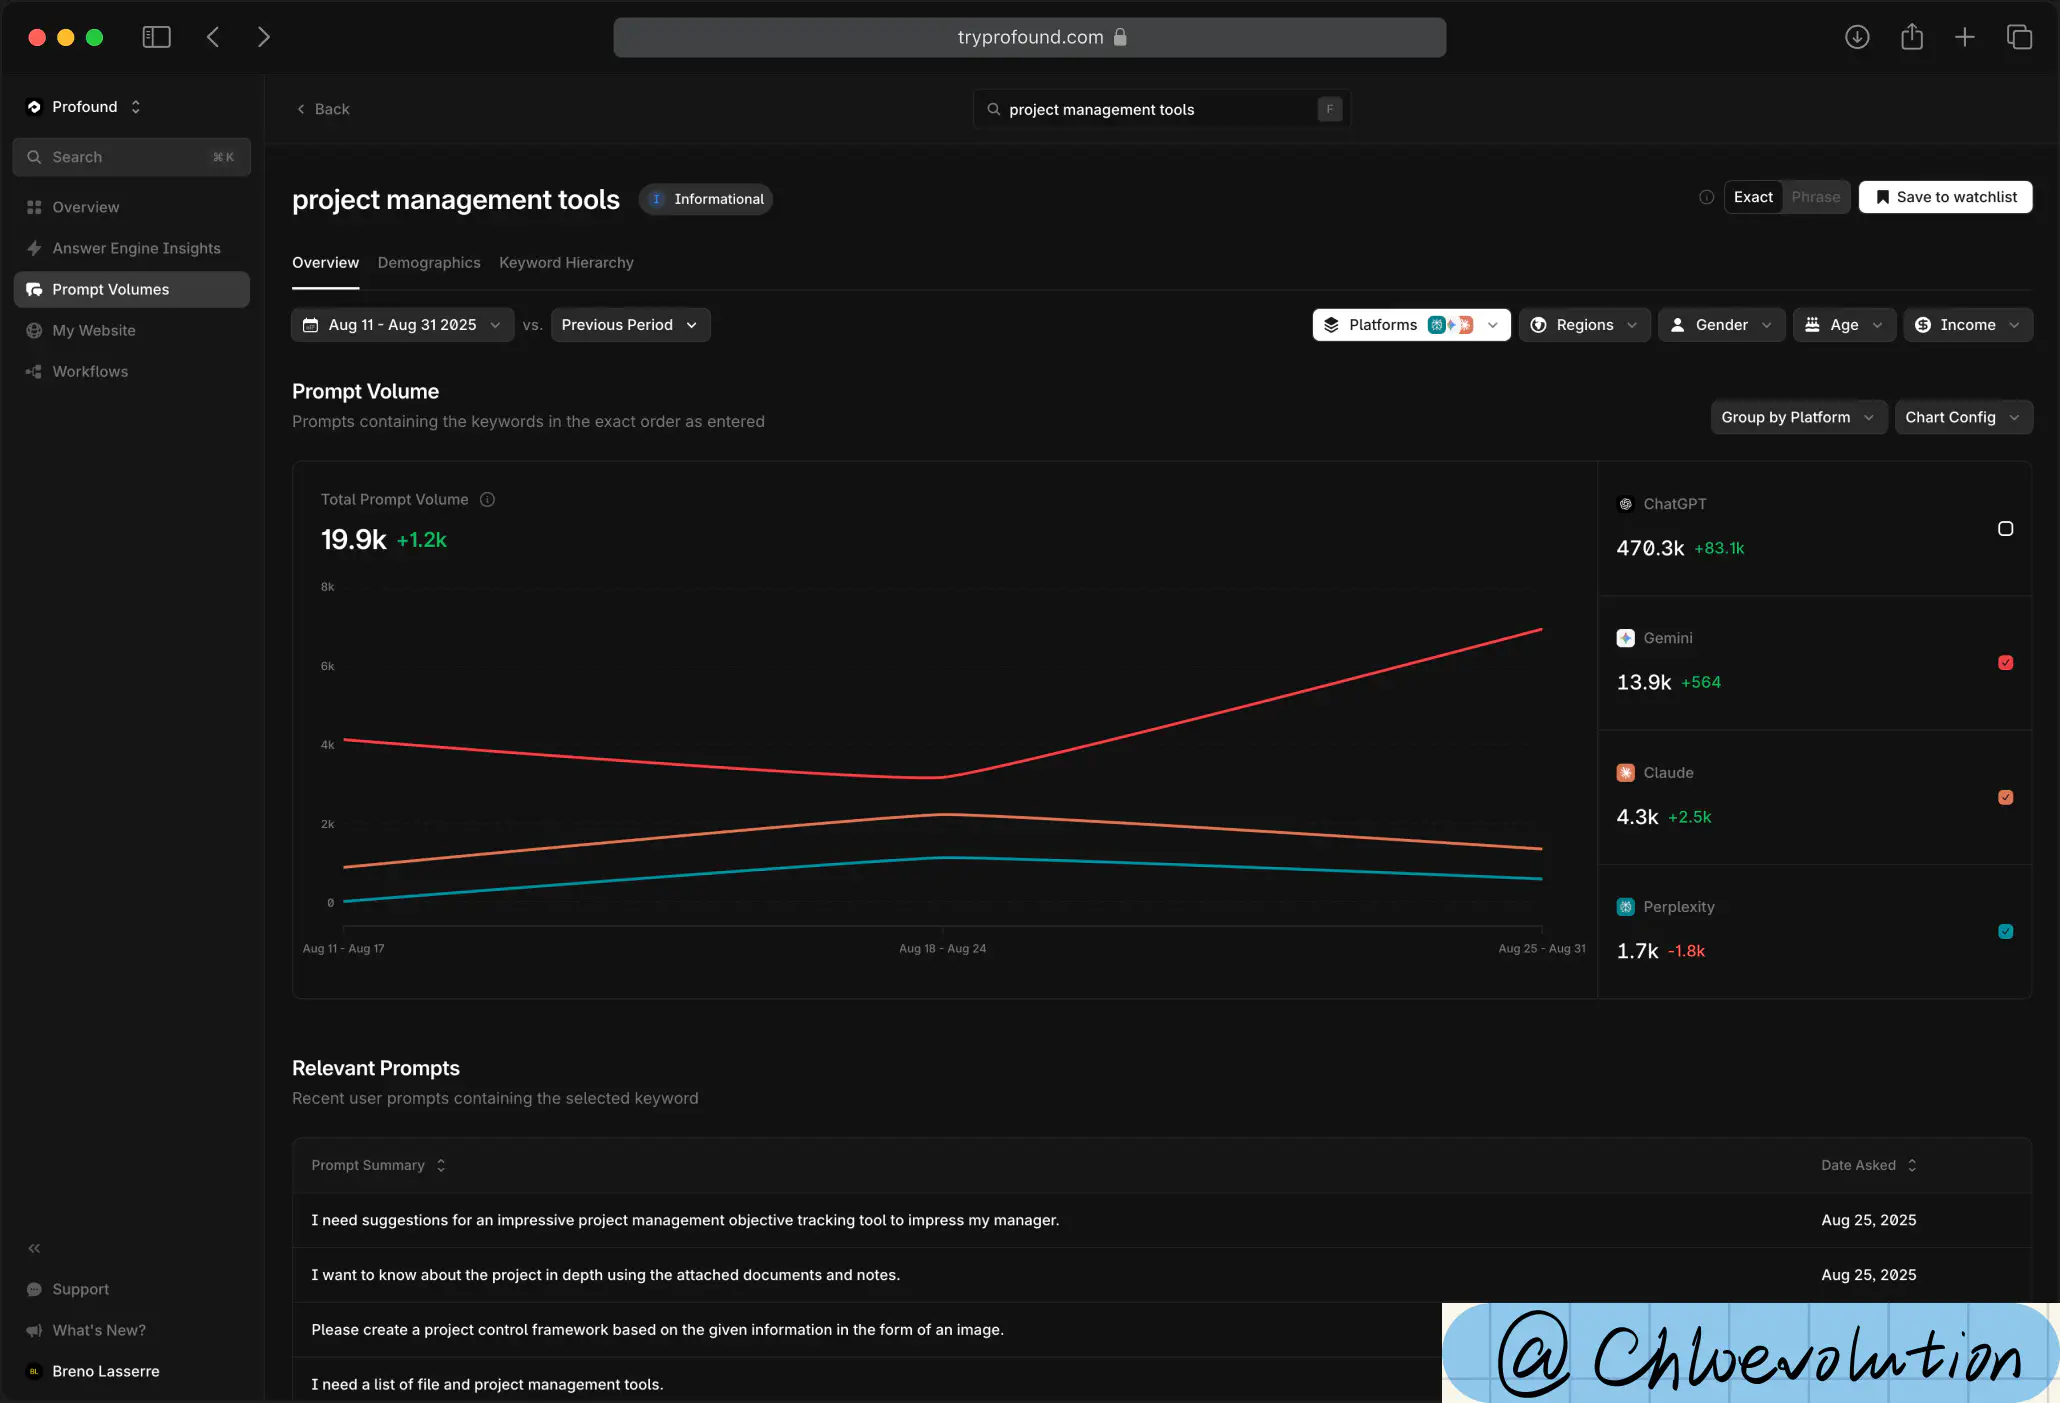 tryprofound.com
Profound
Back
project management tools
F
Search
⌘ K
Overview
Answer Engine Insights
Prompt Volumes
My Website
Workflows
project management tools
I Informational
Exact
Phrase
Save to watchlist
Overview
Demographics
Keyword Hierarchy
Aug 11 - Aug 31 2025
vs.
Previous Period
Platforms
Regions
Gender
Age
Income
Prompt Volume
Prompts containing the keywords in the exact order as entered
Group by Platform
Chart Config
Total Prompt Volume
19.9k +1.2k
8k
6k
4k
2k
0
Aug 11 - Aug 17
Aug 18 - Aug 24
Aug 25 - Aug 31
ChatGPT
470.3k +83.1k
Gemini
13.9k +564
Claude
4.3k +2.5k
Perplexity
1.7k -1.8k
Relevant Prompts
Recent user prompts containing the selected keyword
Prompt Summary
Date Asked
I need suggestions for an impressive project management objective tracking tool to impress my manager.
Aug 25, 2025
I want to know about the project in depth using the attached documents and notes.
Aug 25, 2025
Please create a project control framework based on the given information in the form of an image.
I need a list of file and project management tools.
Support
What's New?
BL
Breno Lasserre
@Chloevolution